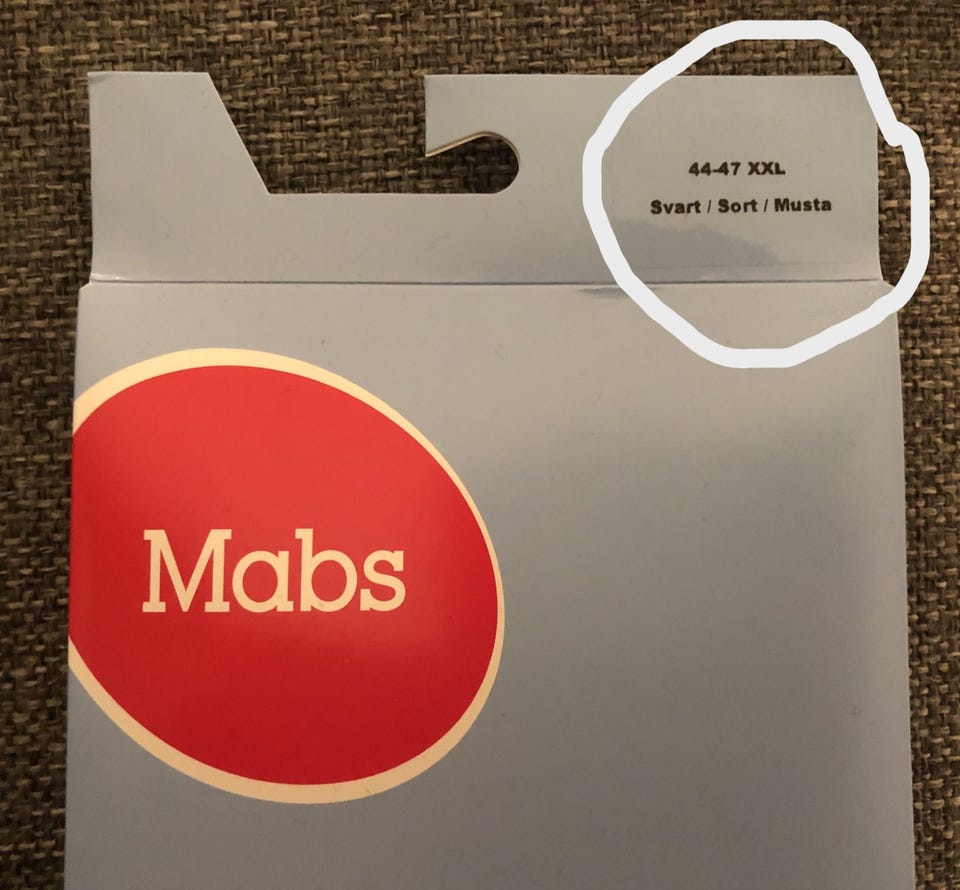 44-47 XXL
Svart / Sort / Musta
Mabs